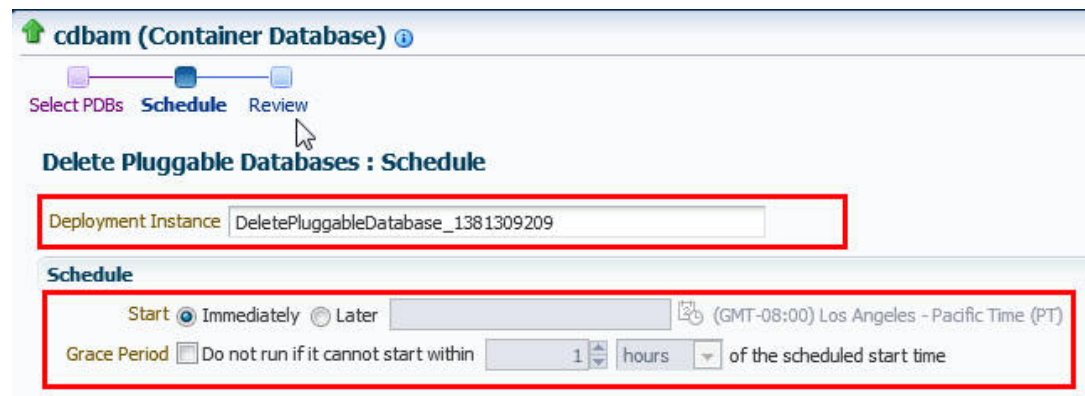 cdbam (Container Database)
Select PDBs Schedule Review
Delete Pluggable Databases : Schedule
Deployment Instance DeletePluggableDatabase_1381309209
Schedule
Start Immediately Later (GMT-08:00) Los Angeles - Pacific Time (PT)
Grace Period Do not run if it cannot start within 1 hours of the scheduled start time